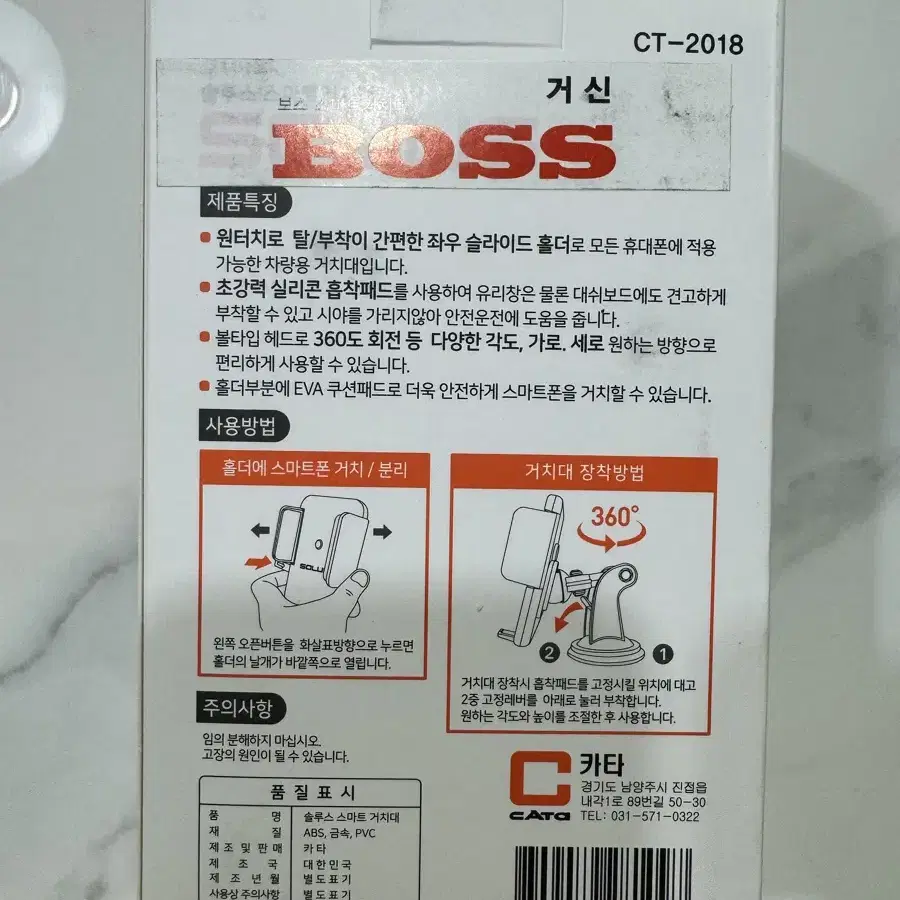 CT-2018
거 신
보스 스마트 거치대
BOSS
제품특징
원터치로 탈/부착이 간편한 좌우 슬라이드 홀더로 모든 휴대폰에 적용
가능한 차량용 거치대입니다.
초강력 실리콘 흡착패드를 사용하여 유리창은 물론 대쉬보드에도 견고하게
부착할 수 있고 시야를 가리지않아 안전운전에 도움을 줍니다.
볼타입 헤드로 360도 회전 등 다양한 각도, 가로. 세로 원하는 방향으로
편리하게 사용할 수 있습니다.
홀더부분에 EVA 쿠션패드로 더욱 안전하게 스마트폰을 거치할 수 있습니다.
사용방법
홀더에 스마트폰 거치 / 분리
SOLU
왼쪽 오픈버튼을 화살표방향으로 누르면
홀더의 날개가 바깥쪽으로 열립니다.
거치대 장착방법
360°
2 1
거치대 장착시 흡착패드를 고정시킬 위치에 대고
2중 고정레버를 아래로 눌러 부착합니다.
원하는 각도와 높이를 조절한 후 사용합니다.
주의사항
임의 분해하지 마십시오.
고장의 원인이 될 수 있습니다.
품 질 표 시
품 명 솔루스 스마트 거치대
재 질 ABS, 금속, PVC
제 조 및 판 매 카 타
제 조 국 대 한 민 국
제 조 년 월 별 도 표 기
사용상 주의사항 별 도 표 기
CATA
카타
경기도 남양주시 진접읍
내각1로 89번길 50-30
TEL: 031-571-0322